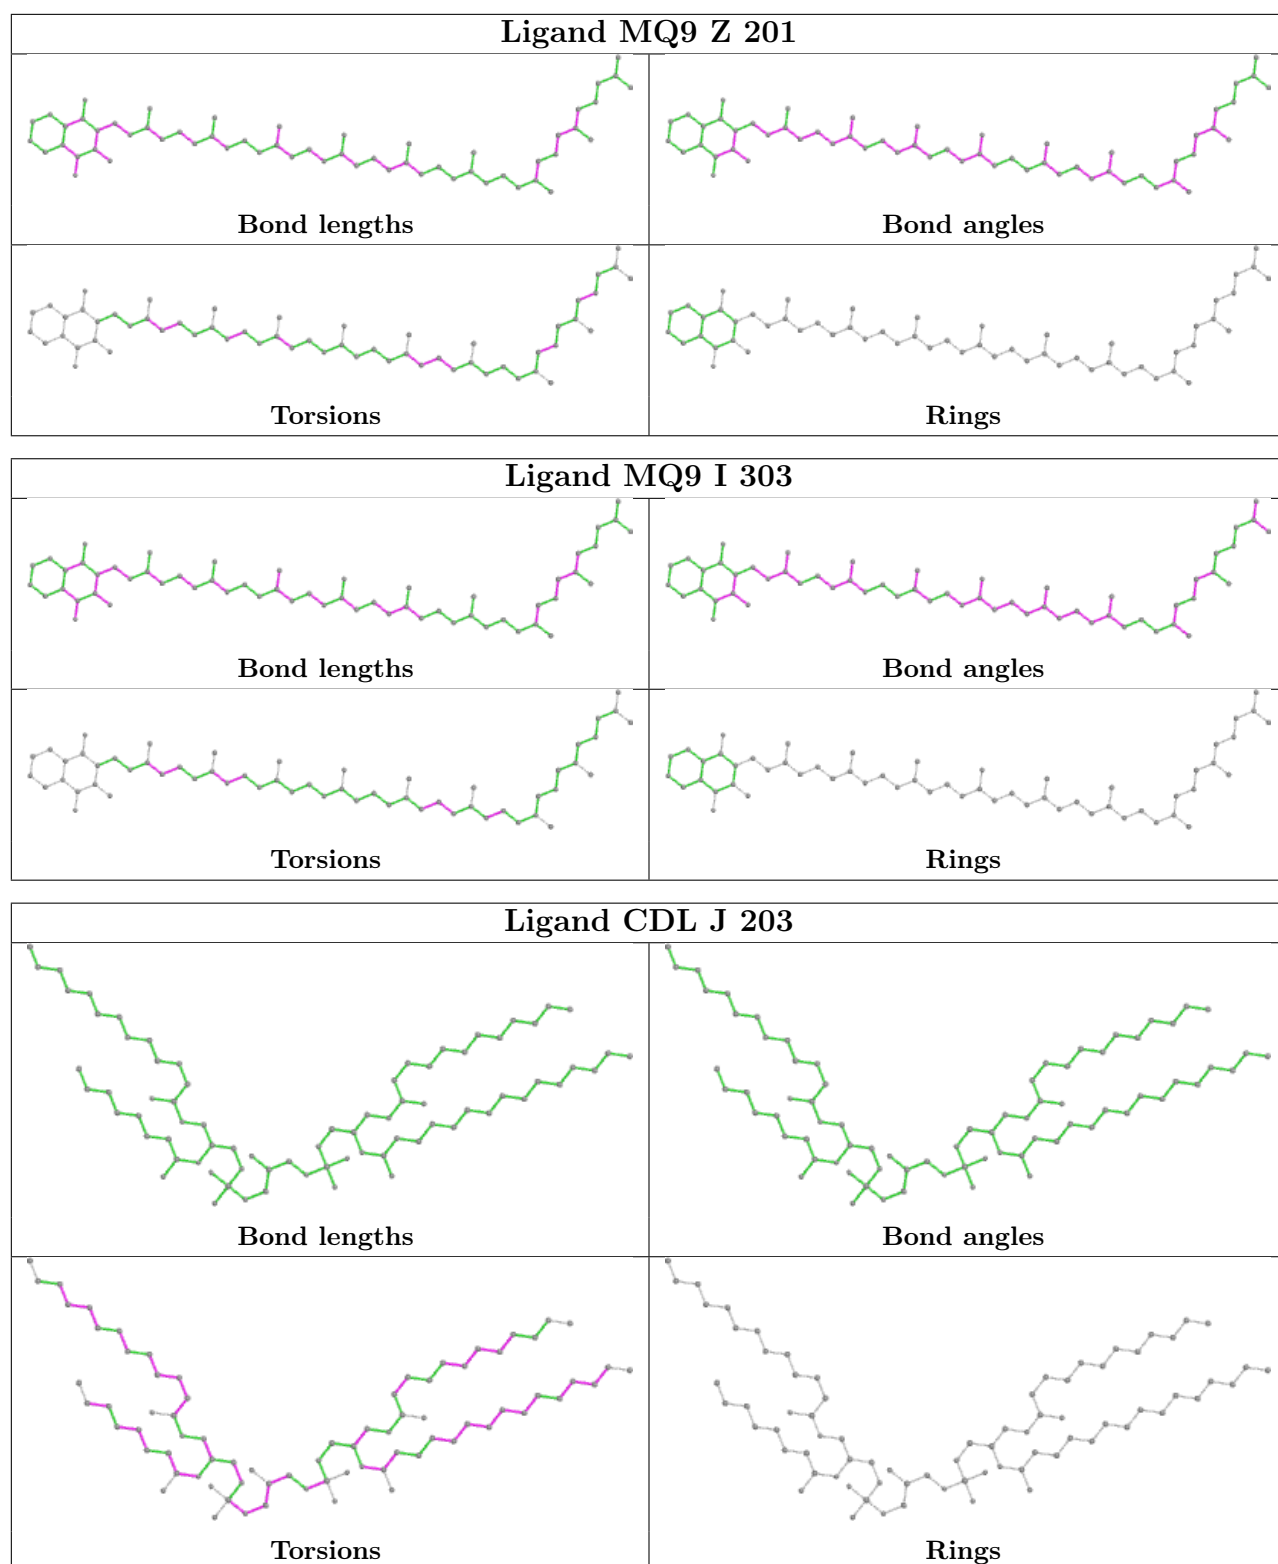 Ligand MQ9 Z 201
Bond lengths
Bond angles
Torsions
Rings
Ligand MQ9 I 303
Bond lengths
Bond angles
Torsions
Rings
Ligand CDL J 203
Bond lengths
Bond angles
Torsions
Rings